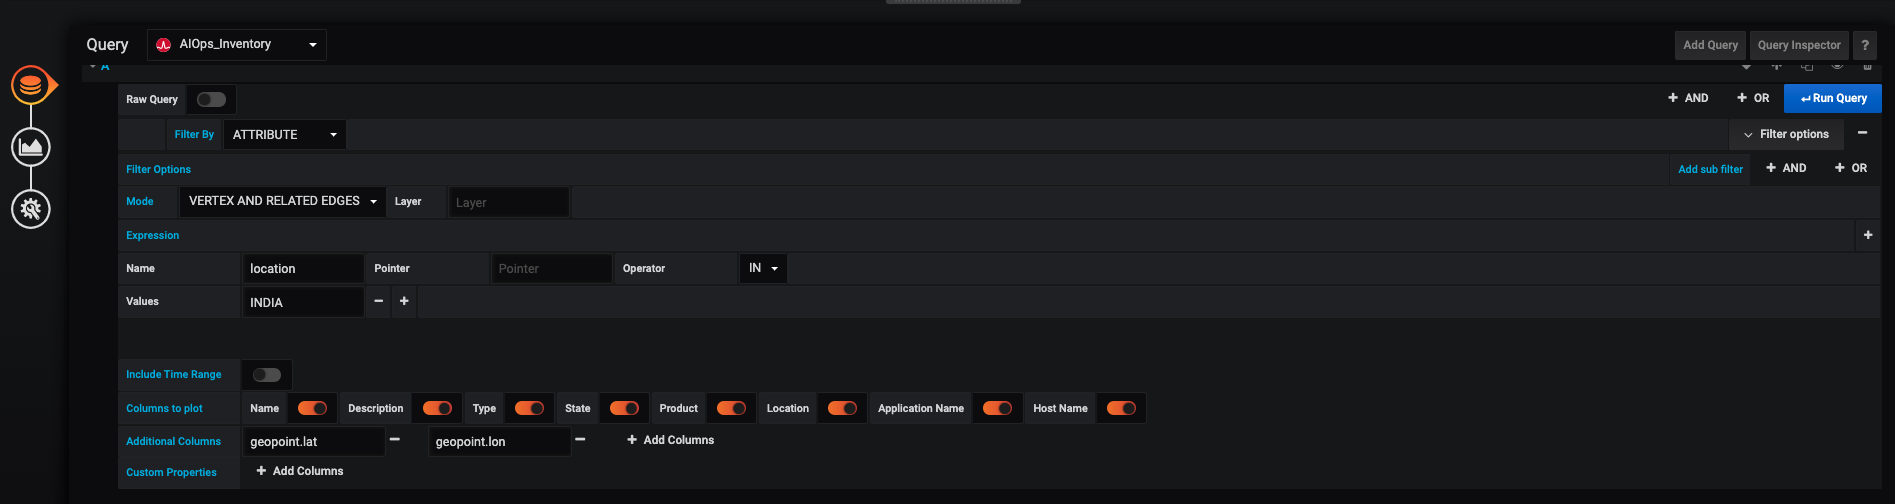 Query AIOps_Inventory Add Query Query Inspector ?
A
Raw Query + AND + OR Run Query
Filter By ATTRIBUTE Filter options −
Filter Options Add sub filter + AND + OR
Mode VERTEX AND RELATED EDGES Layer Layer
Expression +
Name location Pointer Pointer Operator IN
Values INDIA − +
Include Time Range
Columns to plot Name Description Type State Product Location Application Name Host Name
Additional Columns geopoint.lat − geopoint.lon − + Add Columns
Custom Properties + Add Columns